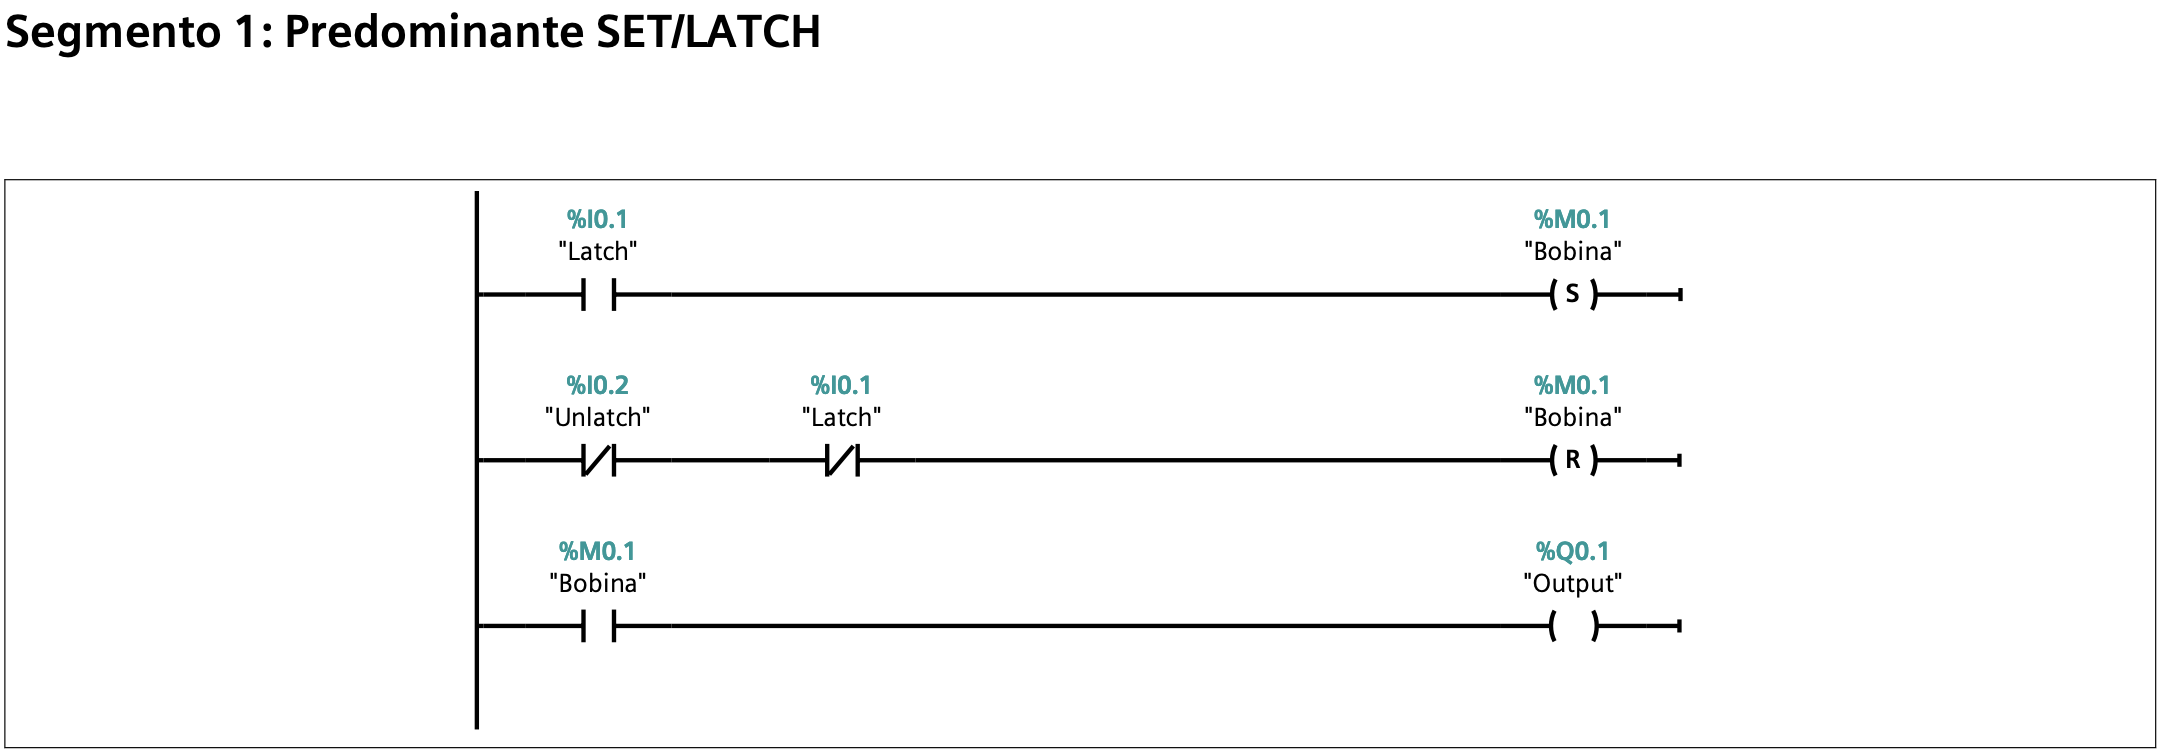 Segmento 1: Predominante SET/LATCH
%I0.1 %M0.1
"Latch" "Bobina"
S
%I0.2 %I0.1 %M0.1
"Unlatch" "Latch" "Bobina"
R
%M0.1 %Q0.1
"Bobina" "Output"